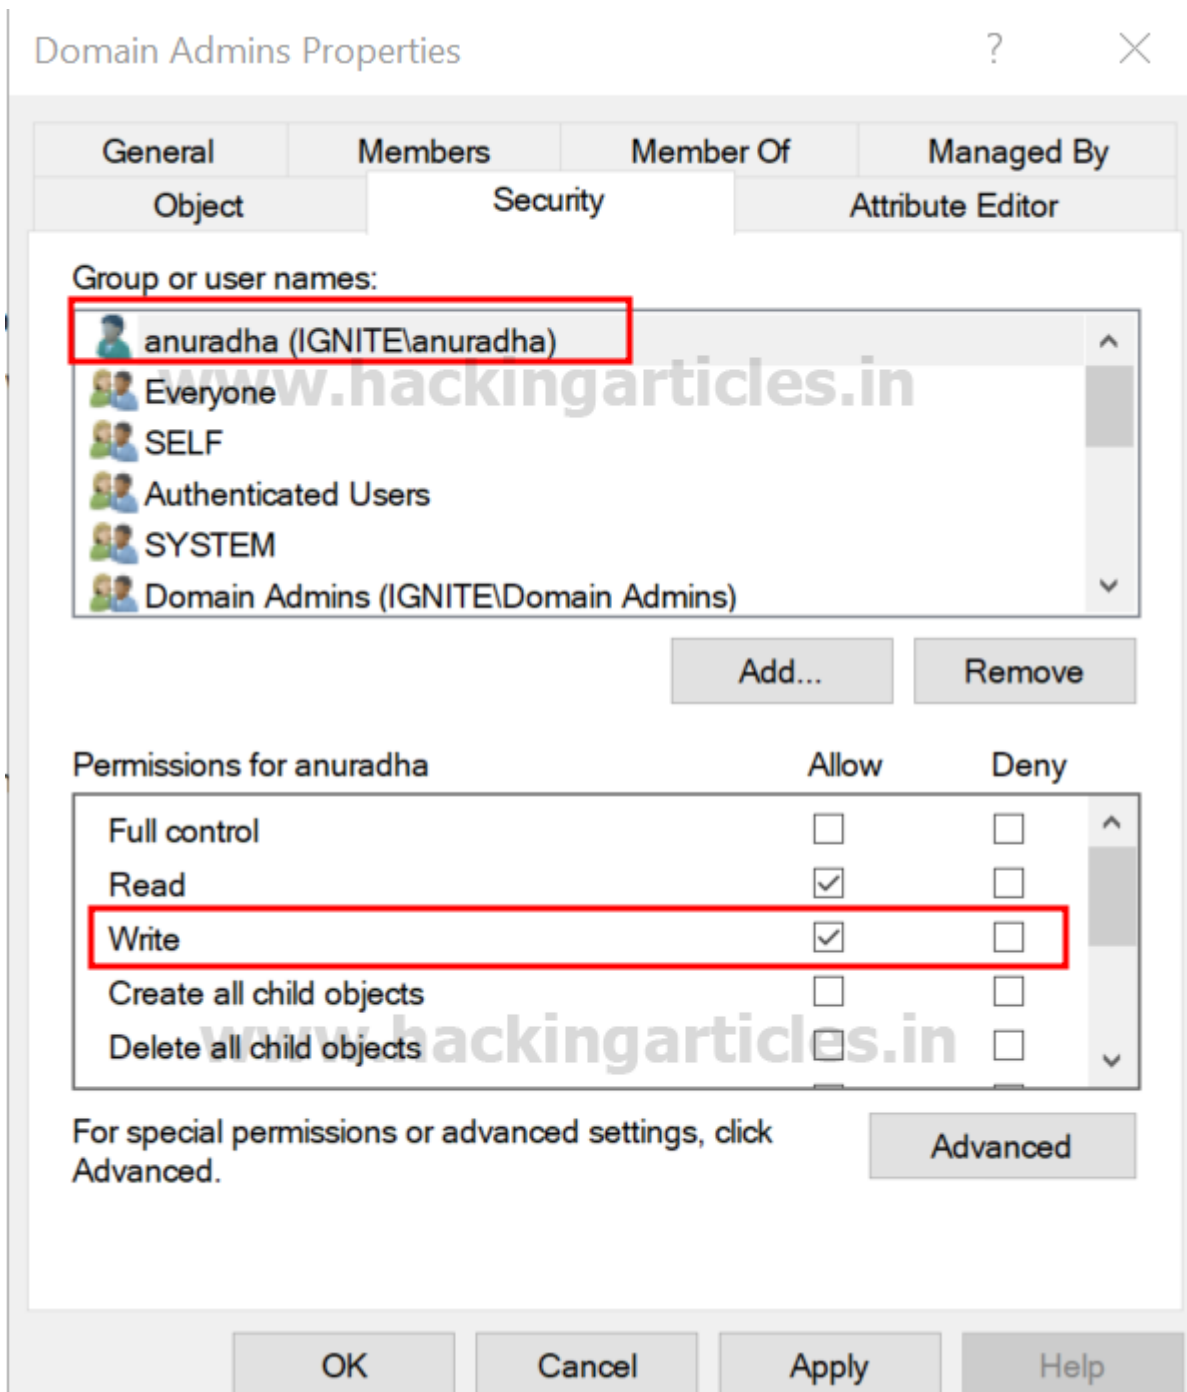 Domain Admins Properties
General Members Member Of Managed By
Object Security Attribute Editor
Group or user names:
anuradha (IGNITE\anuradha)
www.hackingarticles.in
Everyone
SELF
Authenticated Users
SYSTEM
Domain Admins (IGNITE\Domain Admins)
Add... Remove
Permissions for anuradha Allow Deny
Full control
Read
Write
Create all child objects
www.hackingarticles.in
Delete all child objects
For special permissions or advanced settings, click
Advanced.
Advanced
OK Cancel Apply Help